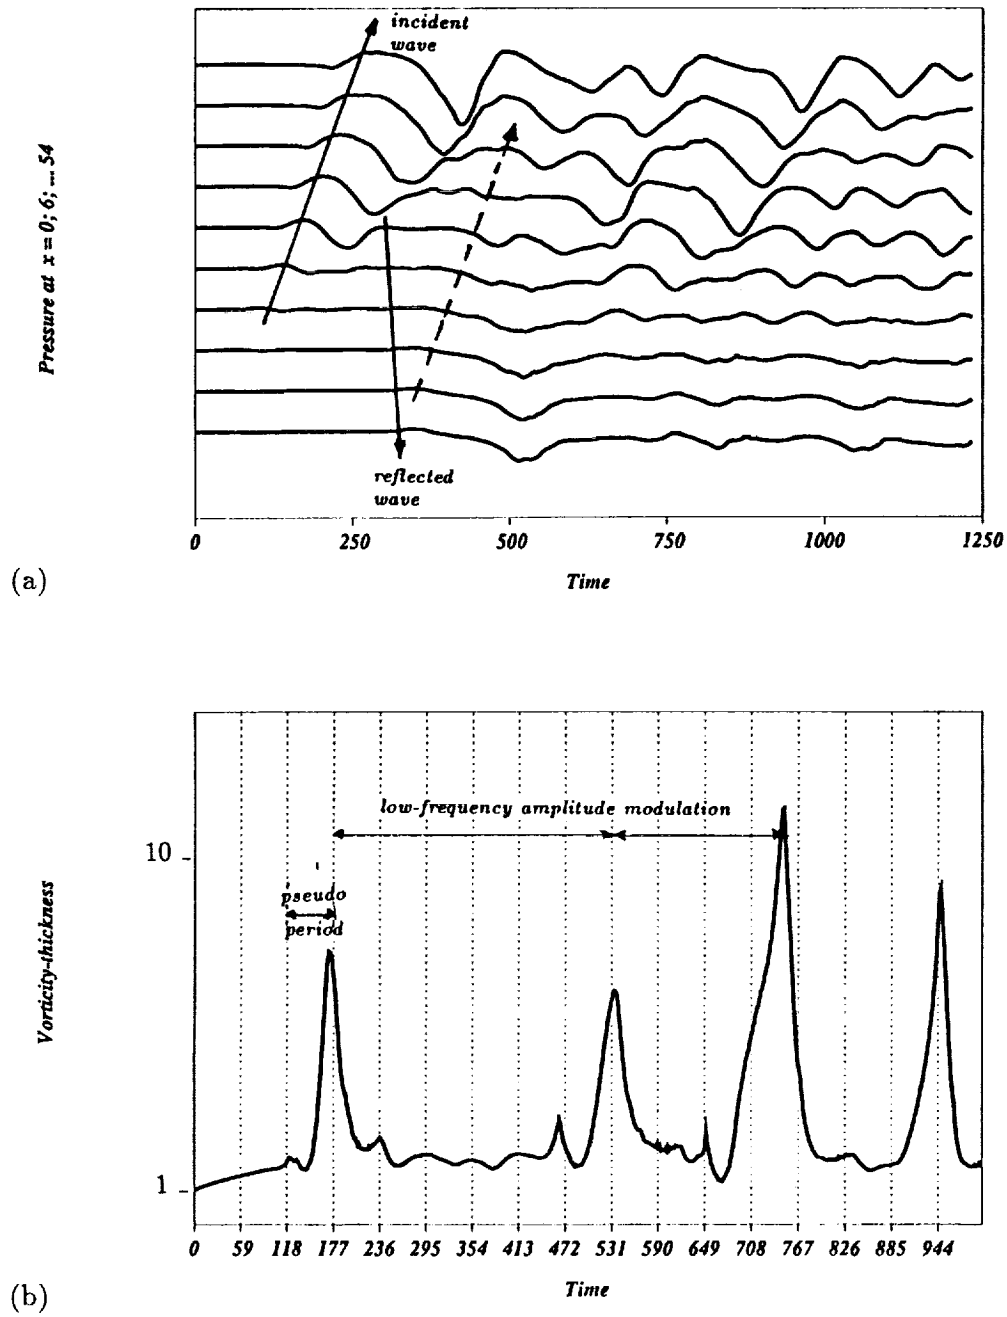 incident
wave
Pressure at x = 0; 6; ... 54
reflected
wave
0 250 500 750 1000 1250
Time
(a)
low-frequency amplitude modulation
10
pseudo
period
Vorticity-thickness
1
0 59 118 177 236 295 354 413 472 531 590 649 708 767 826 885 944
Time
(b)